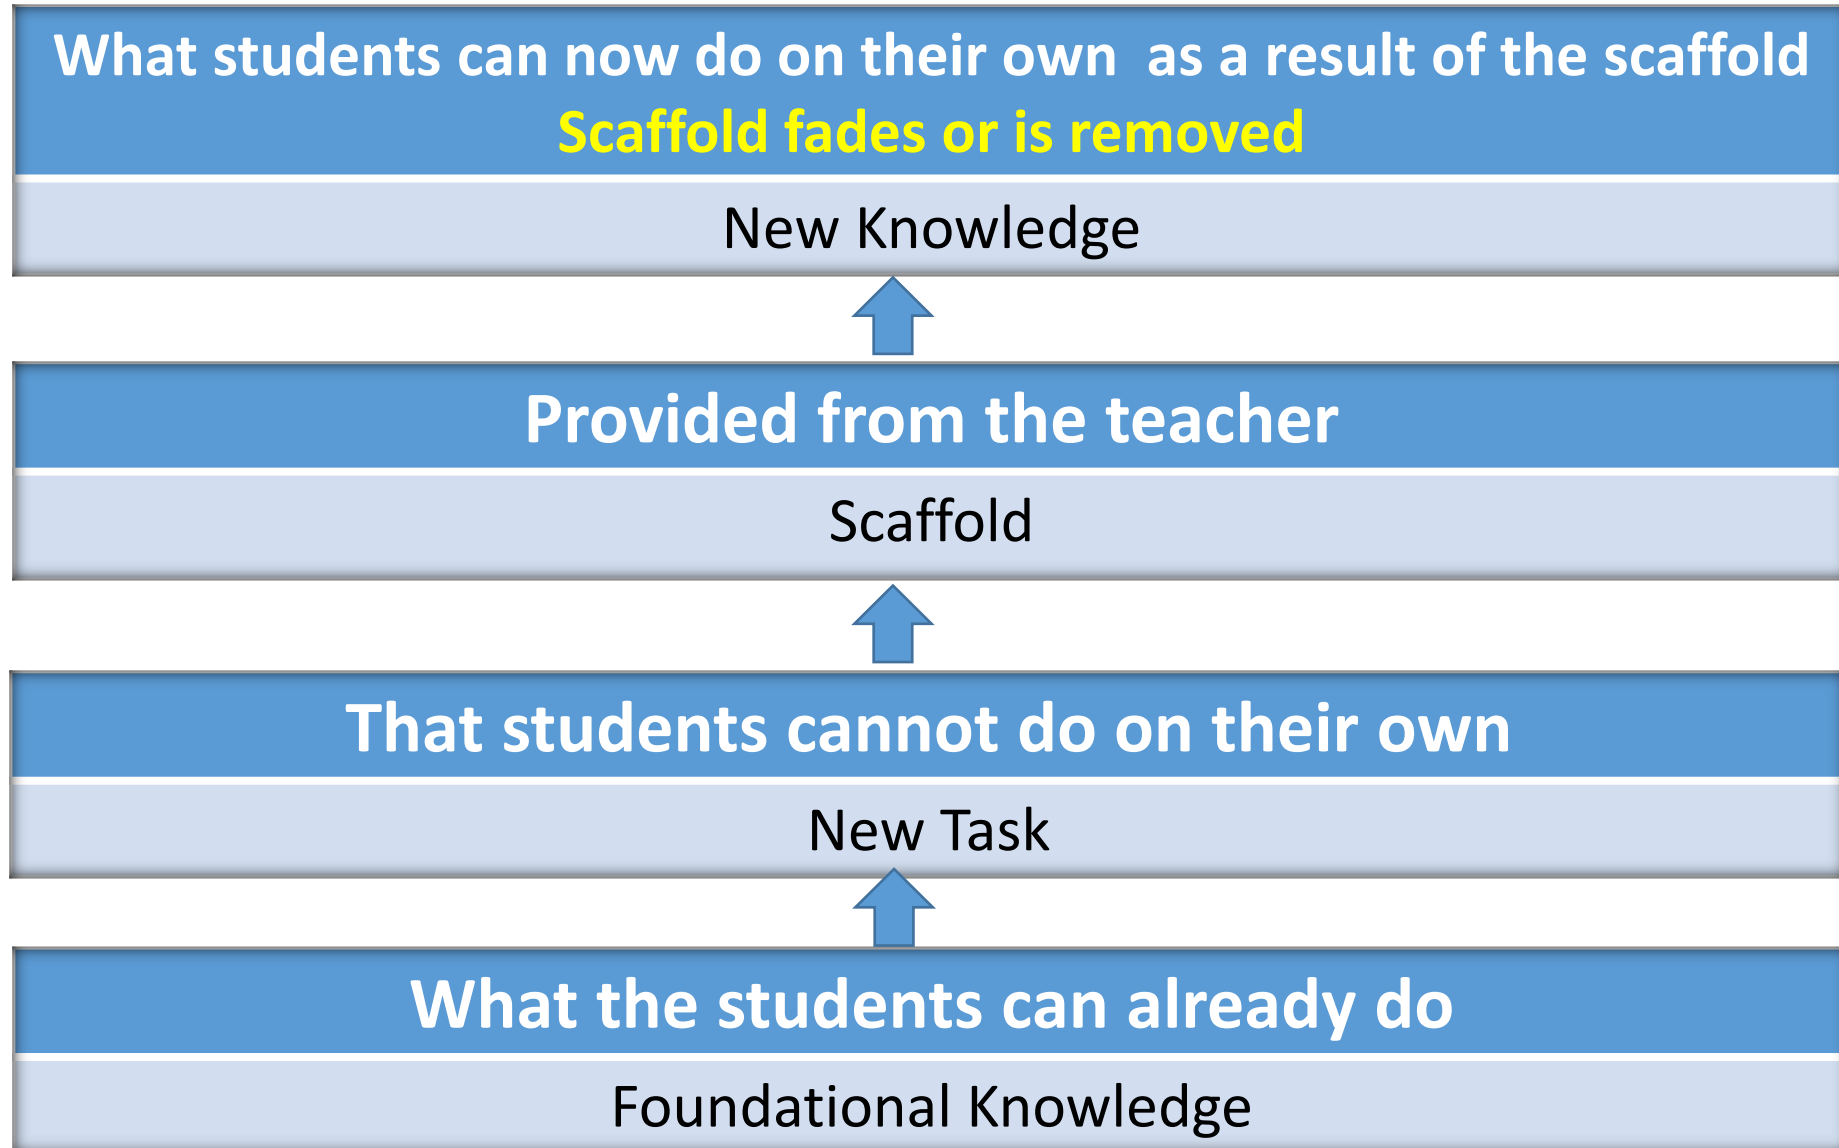 What students can now do on their own  as a result of the scaffold
Scaffold fades or is removed
New Knowledge
Provided from the teacher
Scaffold
That students cannot do on their own
New Task
What the students can already do
Foundational Knowledge